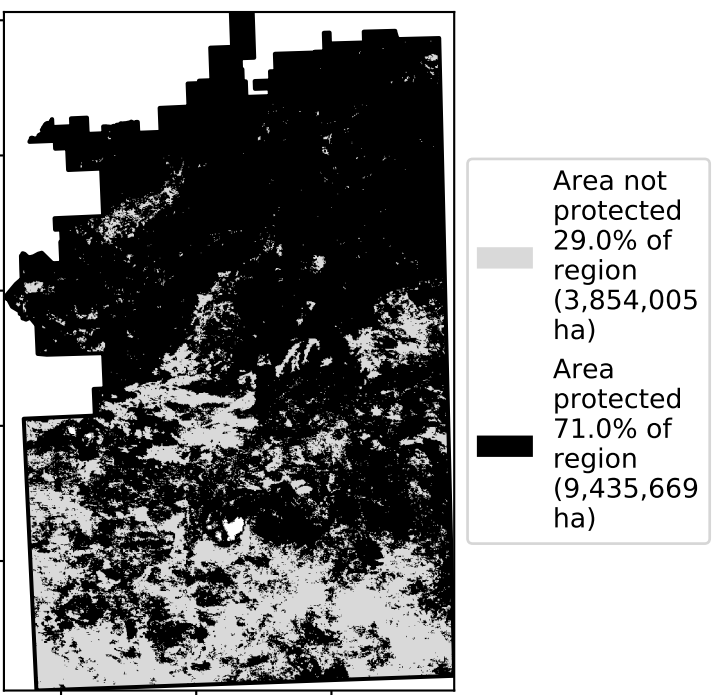 Area not
protected
29.0% of
region
(3,854,005
ha)
Area
protected
71.0% of
region
(9,435,669
ha)